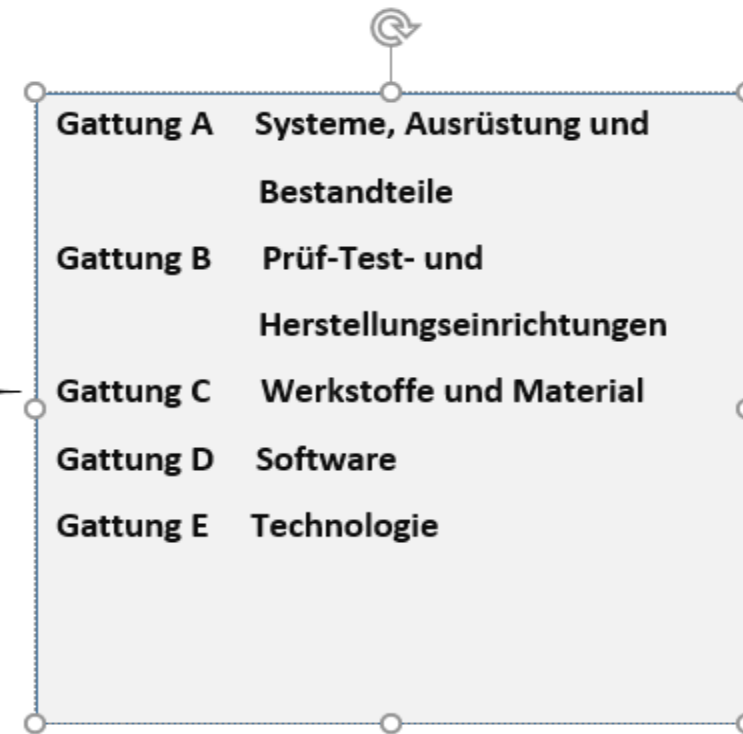 Gattung A Systeme, Ausrüstung und
Bestandteile
Gattung B Prüf-Test- und
Herstellungseinrichtungen
Gattung C Werkstoffe und Material
Gattung D Software
Gattung E Technologie